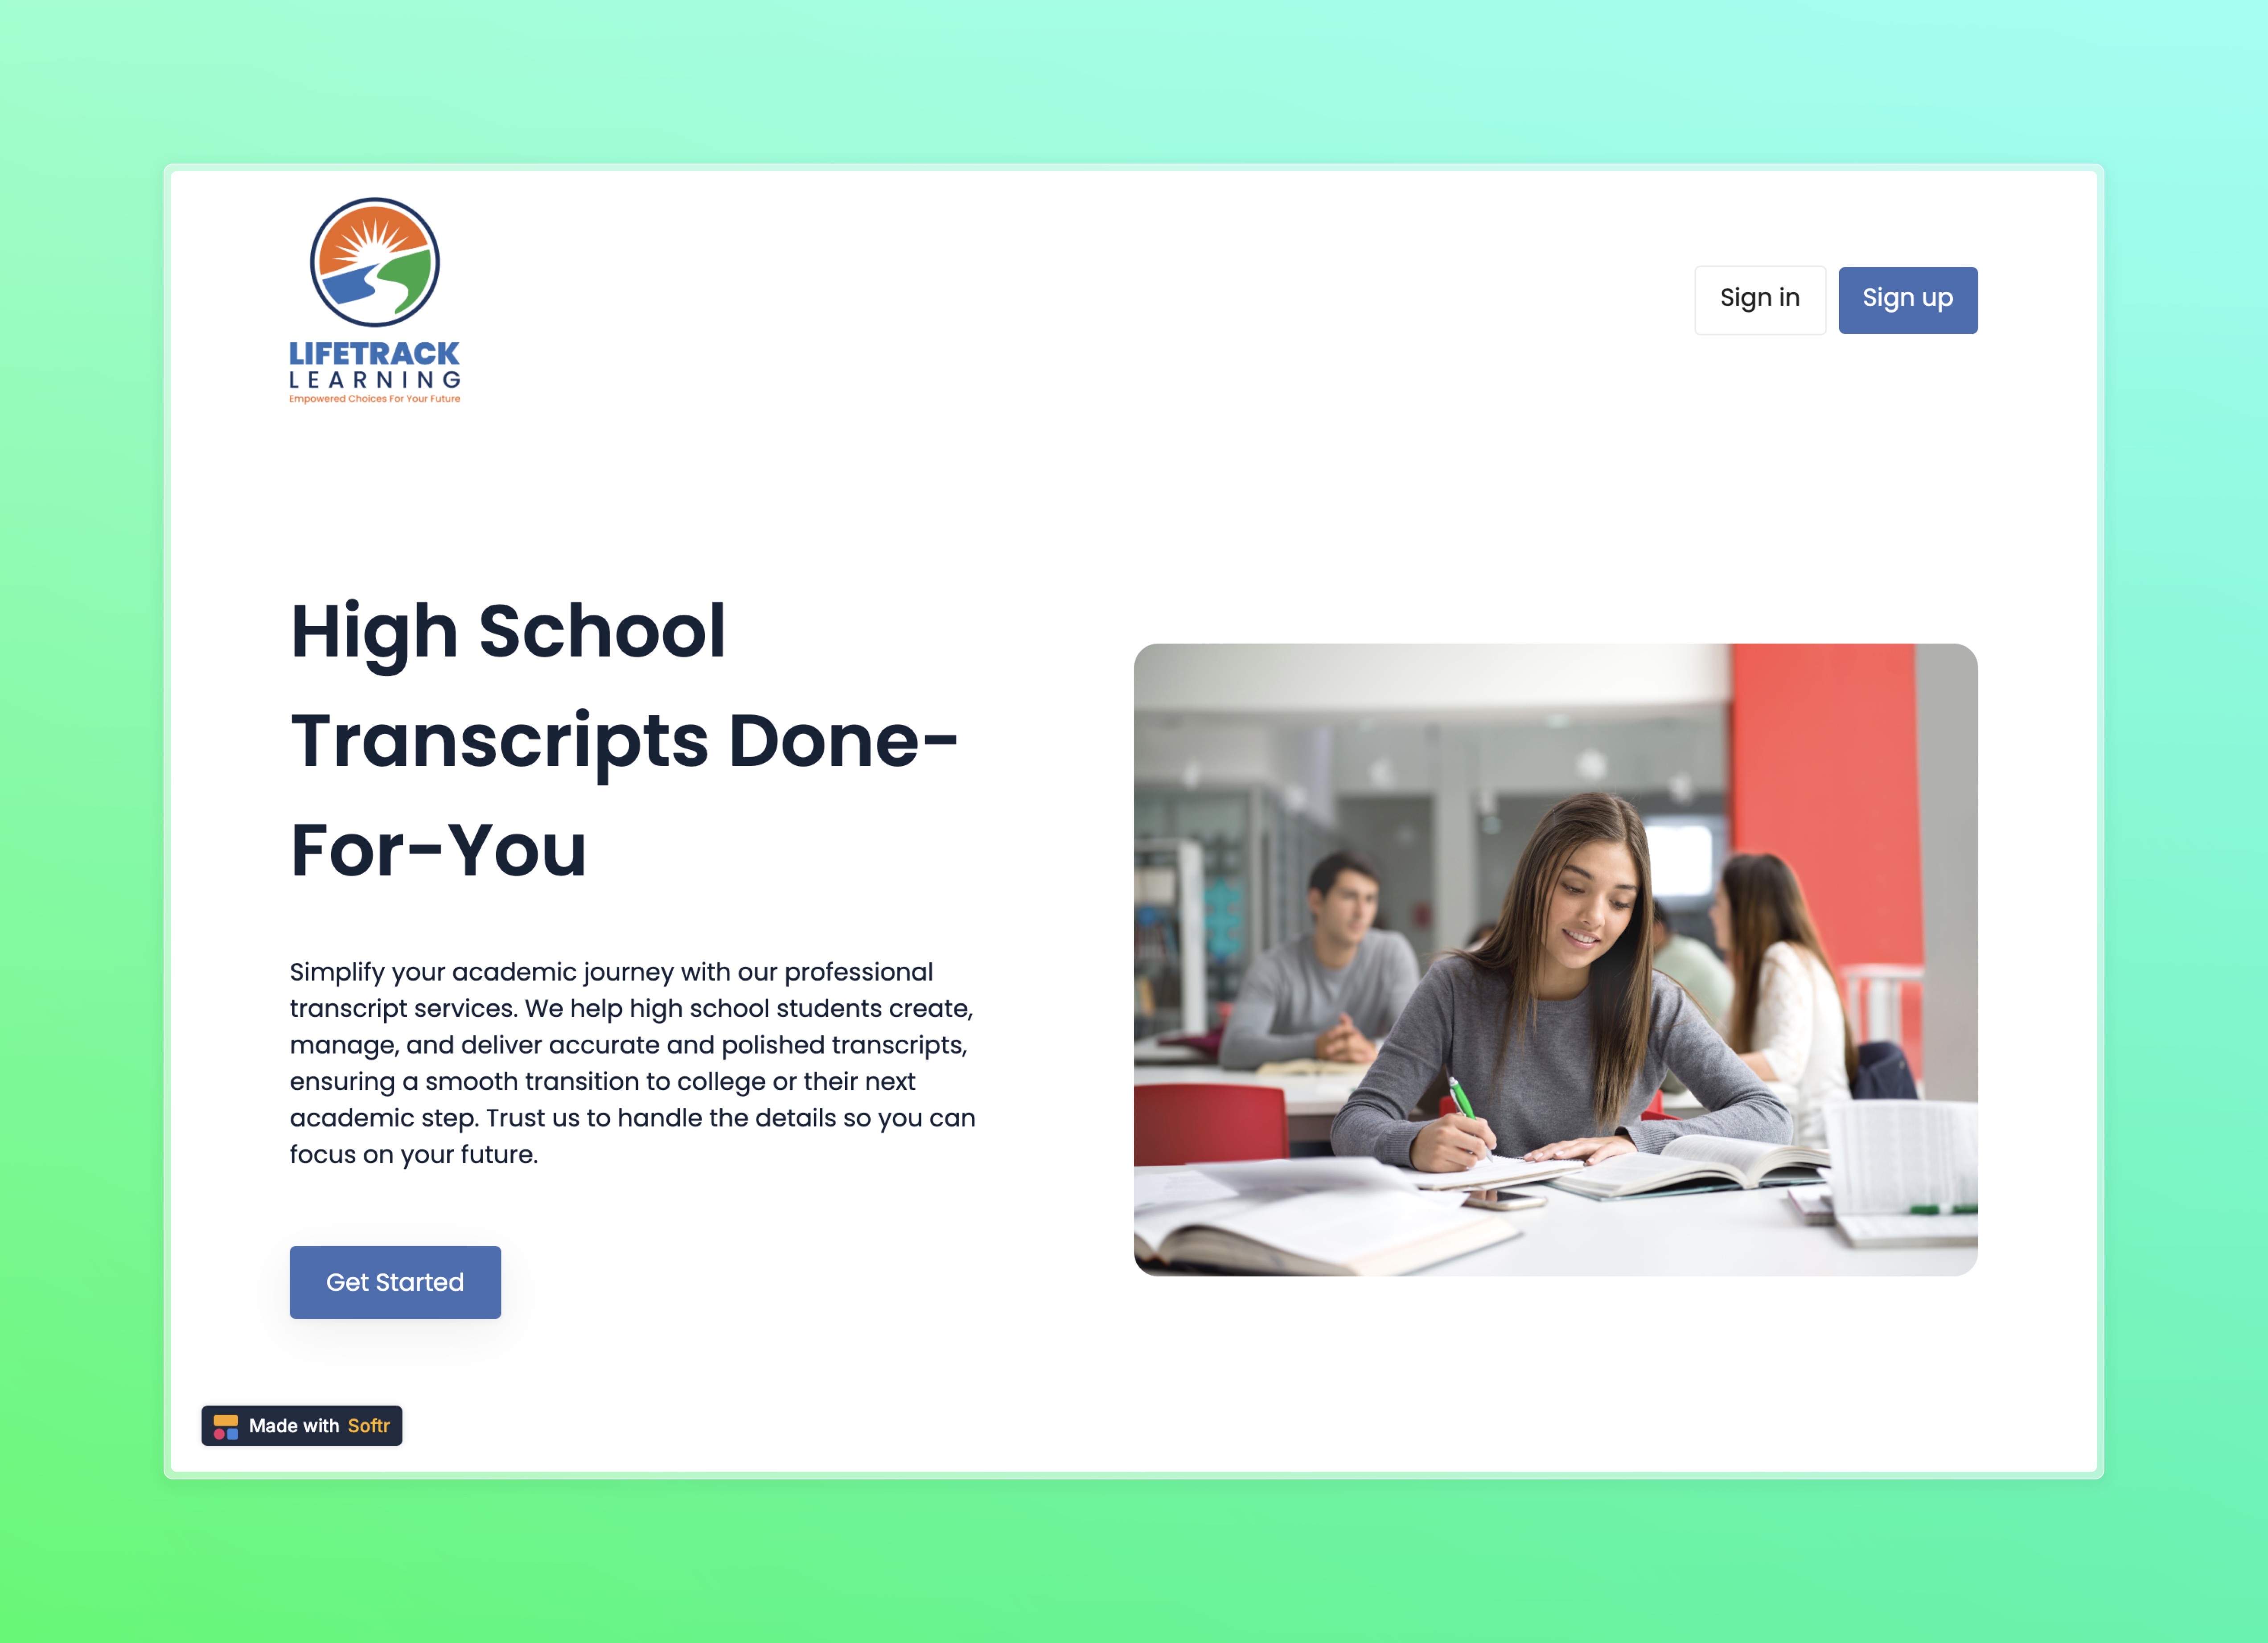 LIFETRACK
LEARNING
Empowered Choices For Your Future
Sign in
Sign up
High School
Transcripts Done-
For-You
Simplify your academic journey with our professional
transcript services. We help high school students create,
manage, and deliver accurate and polished transcripts,
ensuring a smooth transition to college or their next
academic step. Trust us to handle the details so you can
focus on your future.
Get Started
Made with Softr